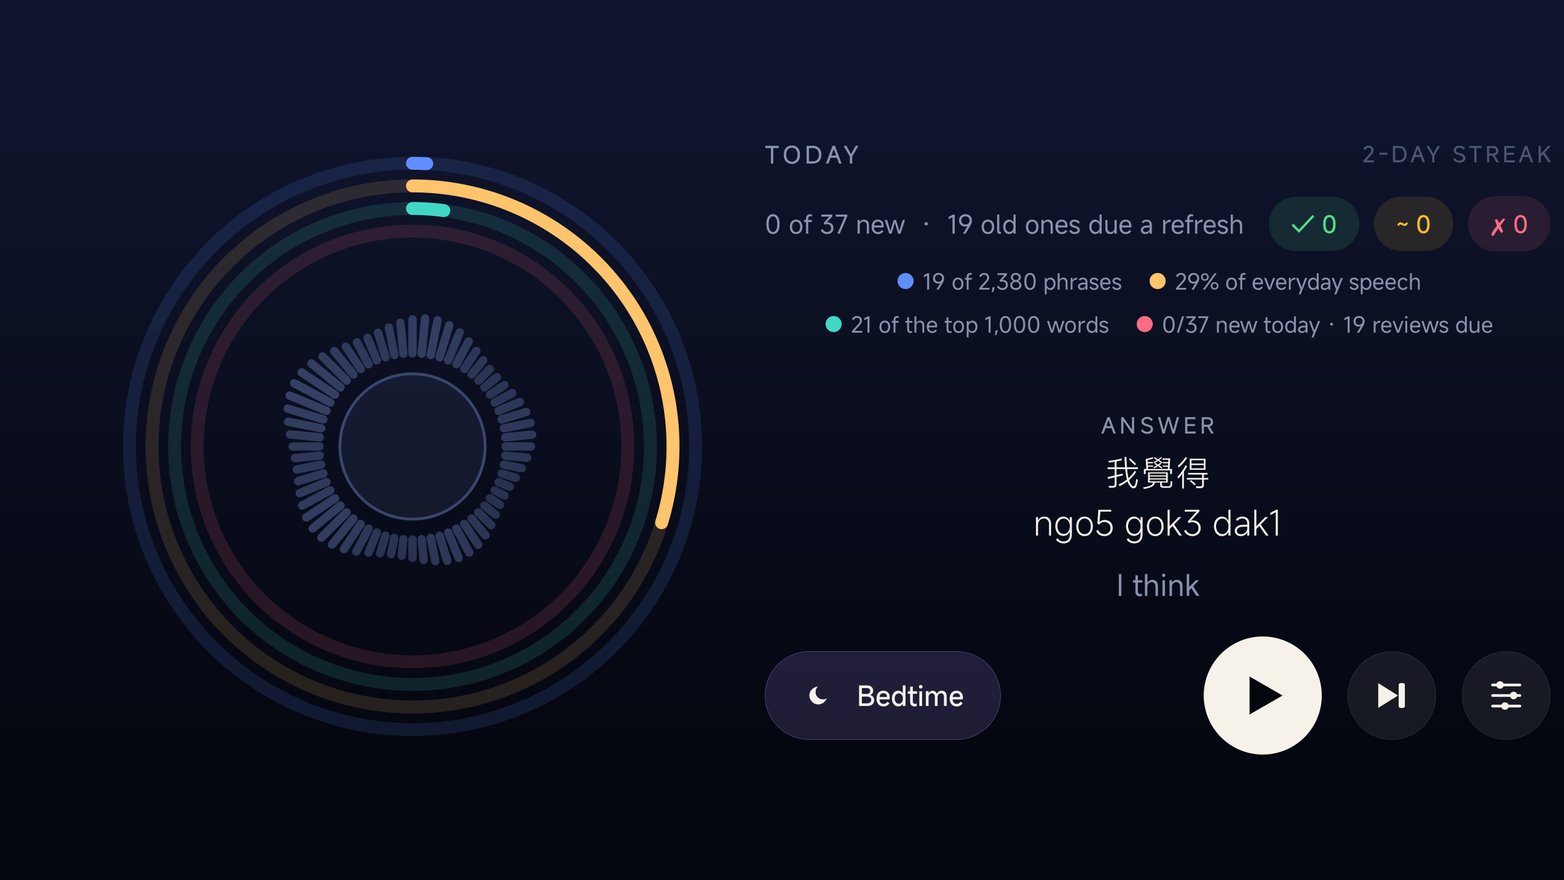 TODAY
2-DAY STREAK
0 of 37 new · 19 old ones due a refresh ✓ 0 ~ 0 ✗ 0
19 of 2,380 phrases 29% of everyday speech
21 of the top 1,000 words 0/37 new today · 19 reviews due
ANSWER
我覺得
ngo5 gok3 dak1
I think
Bedtime